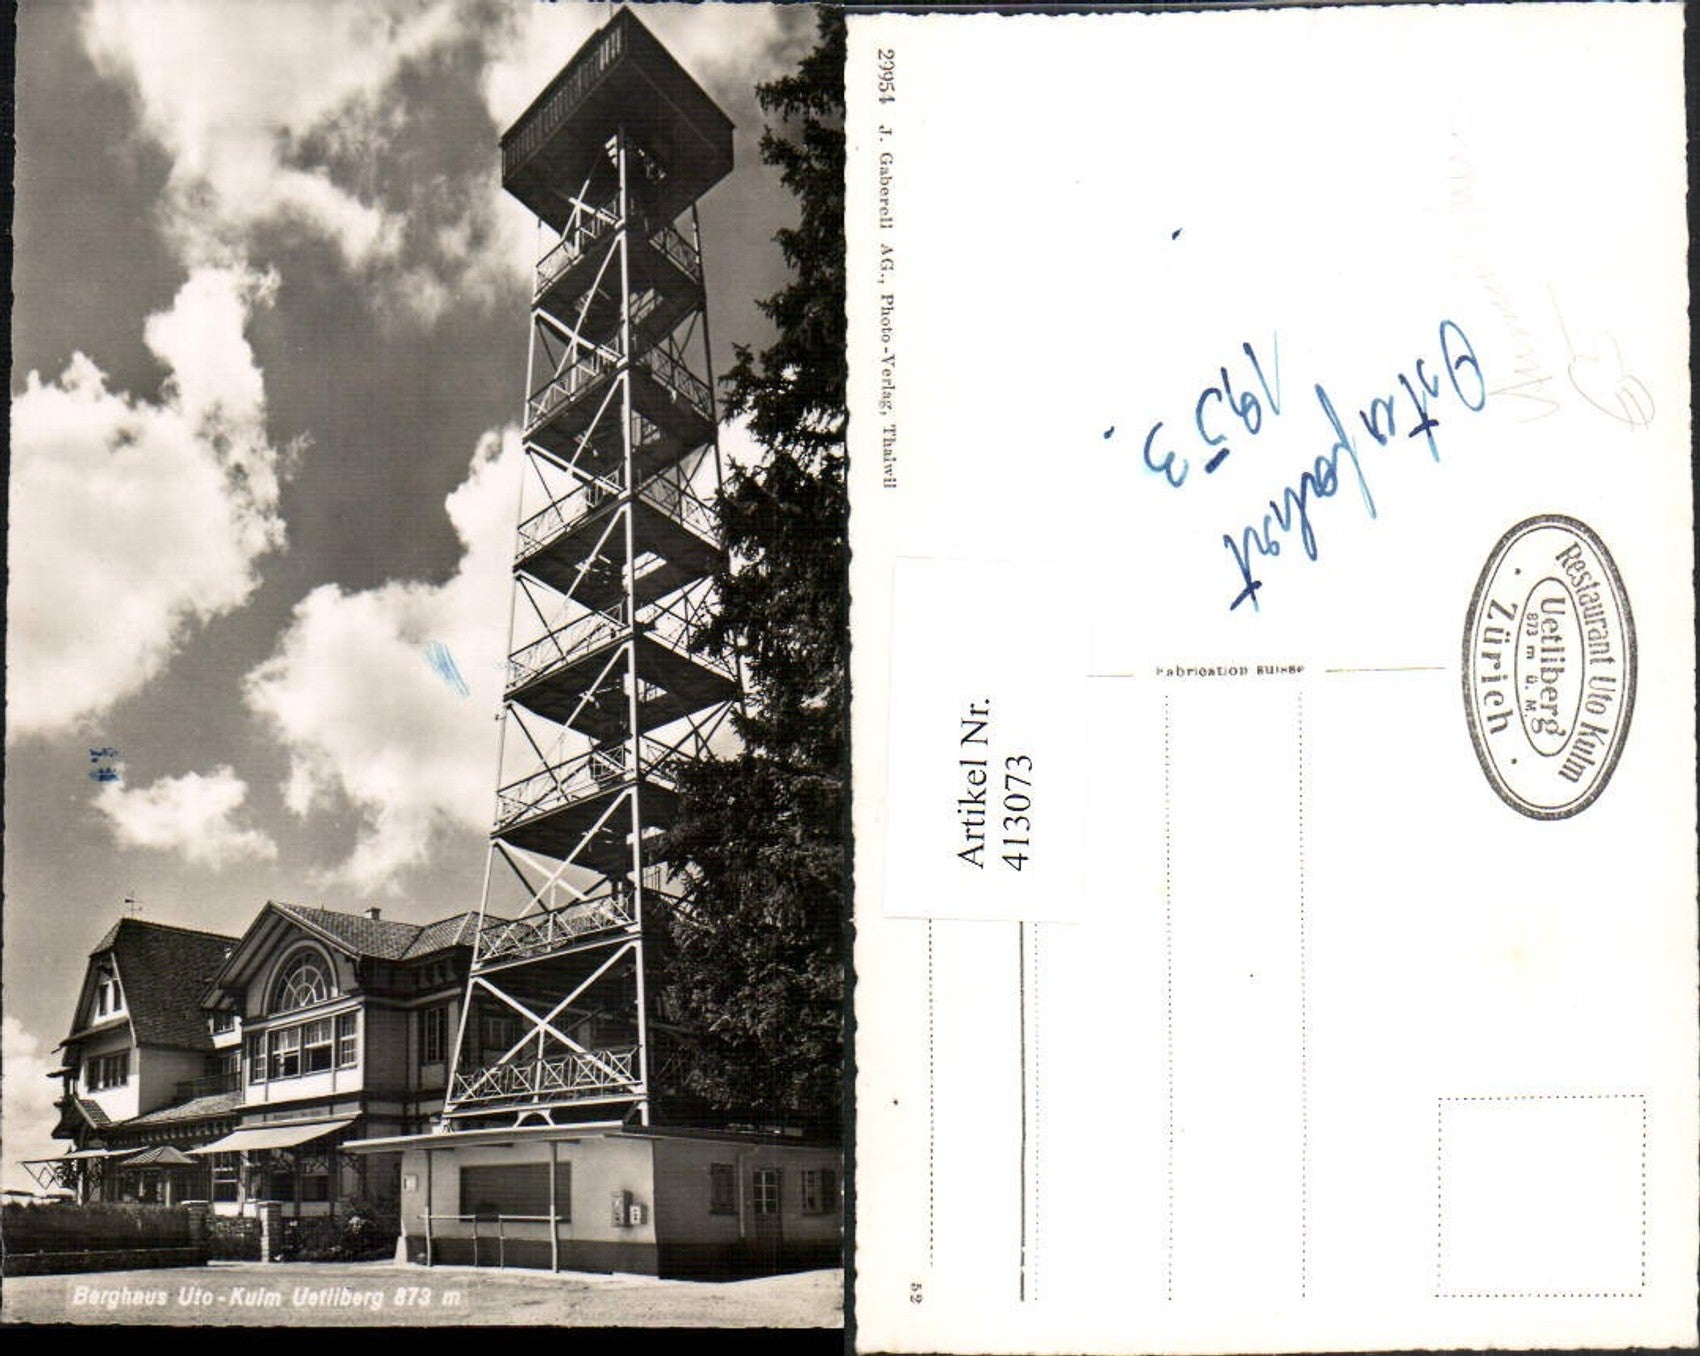 Berghaus Uto-Kulm Uetliberg 873 m
29954 J. Gaberell AG., Photo-Verlag, Thalwil
Osterfahrt
1953.
Restaurant Uto Kulm
Uetliberg
873 m ü. M.
Zürich
Fabrication suisse
Artikel Nr.
413073
52